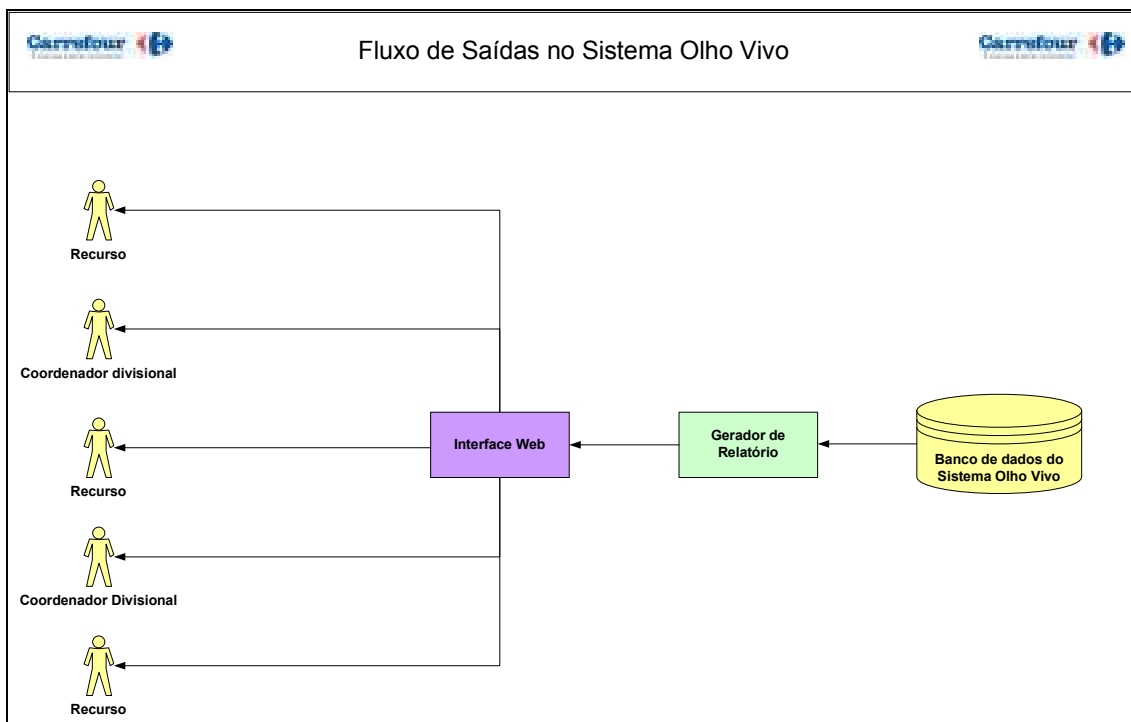 Carrefour
Fluxo de Saídas no Sistema Olho Vivo
Carrefour
Recurso
Coordenador divisional
Recurso
Interface Web
Gerador de
Relatório
Banco de dados do
Sistema Olho Vivo
Coordenador Divisional
Recurso